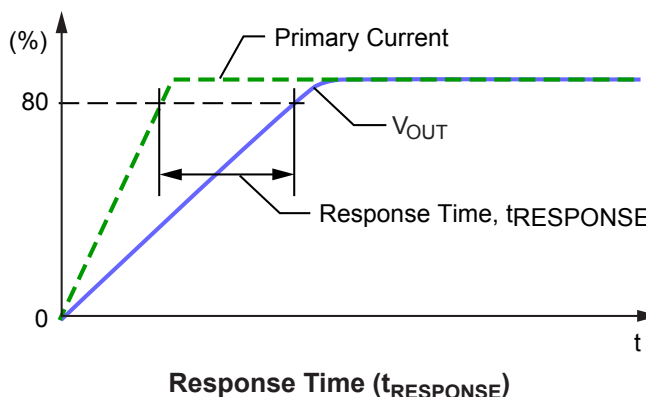 (%)
Primary Current
80
VOUT
Response Time, tRESPONSE
0
t
Response Time (tRESPONSE)